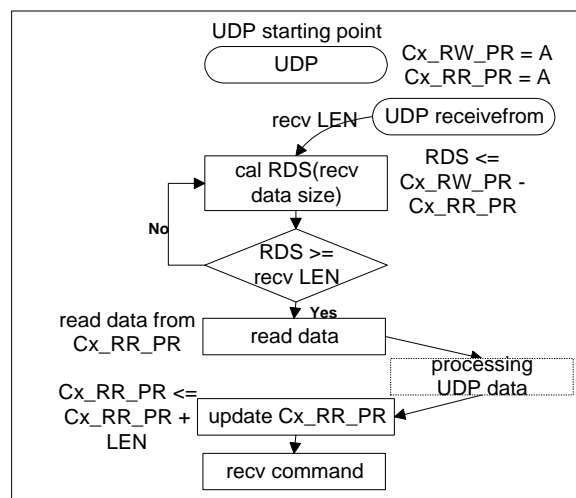 UDP starting point
UDP
Cx_RW_PR = A
Cx_RR_PR = A
recv LEN
UDP receivefrom
cal RDS(recv
data size)
RDS <=
Cx_RW_PR -
Cx_RR_PR
No
RDS >=
recv LEN
Yes
read data from
Cx_RR_PR
read data
processing
UDP data
Cx_RR_PR <=
Cx_RR_PR +
LEN
update Cx_RR_PR
recv command